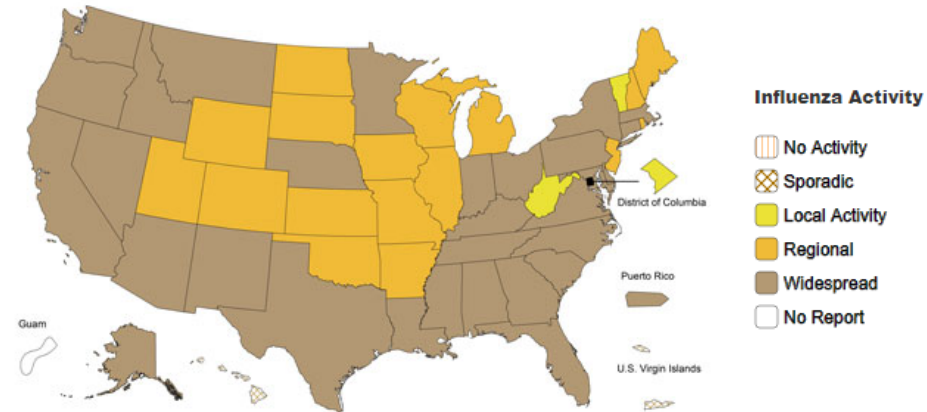 Influenza Activity
No Activity
Sporadic
Local Activity
District of Columbia
Regional
Puerto Rico
Widespread
No Report
Guam
U.S. Virgin Islands